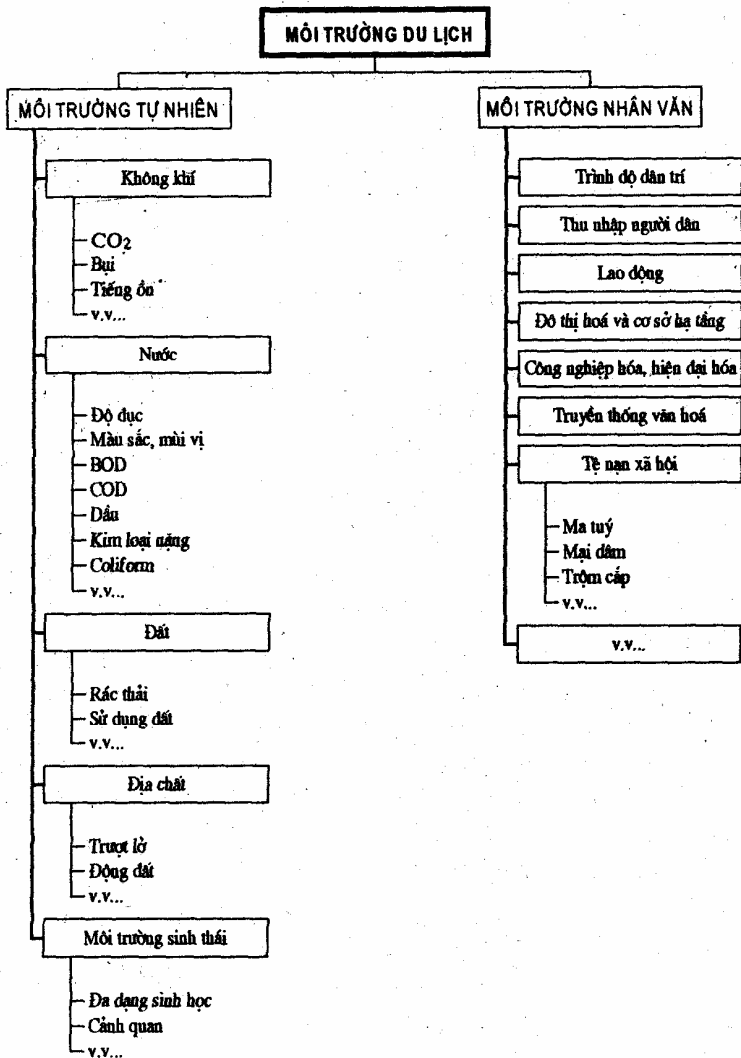 MÔI TRƯỜNG DU LỊCH
MÔI TRƯỜNG TỰ NHIÊN
Không khí
CO₂
Bụi
Tiếng ồn
v.v...
Nước
Độ đục
Màu sắc, mùi vị
BOD
COD
Dầu
Kim loại nặng
Coliform
v.v...
Đất
Rác thải
Sử dụng đất
v.v...
Địa chất
Trượt lở
Động đất
v.v...
Môi trường sinh thái
Đa dạng sinh học
Cảnh quan
v.v...
MÔI TRƯỜNG NHÂN VĂN
Trình độ dân trí
Thu nhập người dân
Lao động
Đô thị hoá và cơ sở hạ tầng
Công nghiệp hóa, hiện đại hóa
Truyền thống văn hoá
Tệ nạn xã hội
Ma tuý
Mại dâm
Trộm cắp
v.v...
v.v...